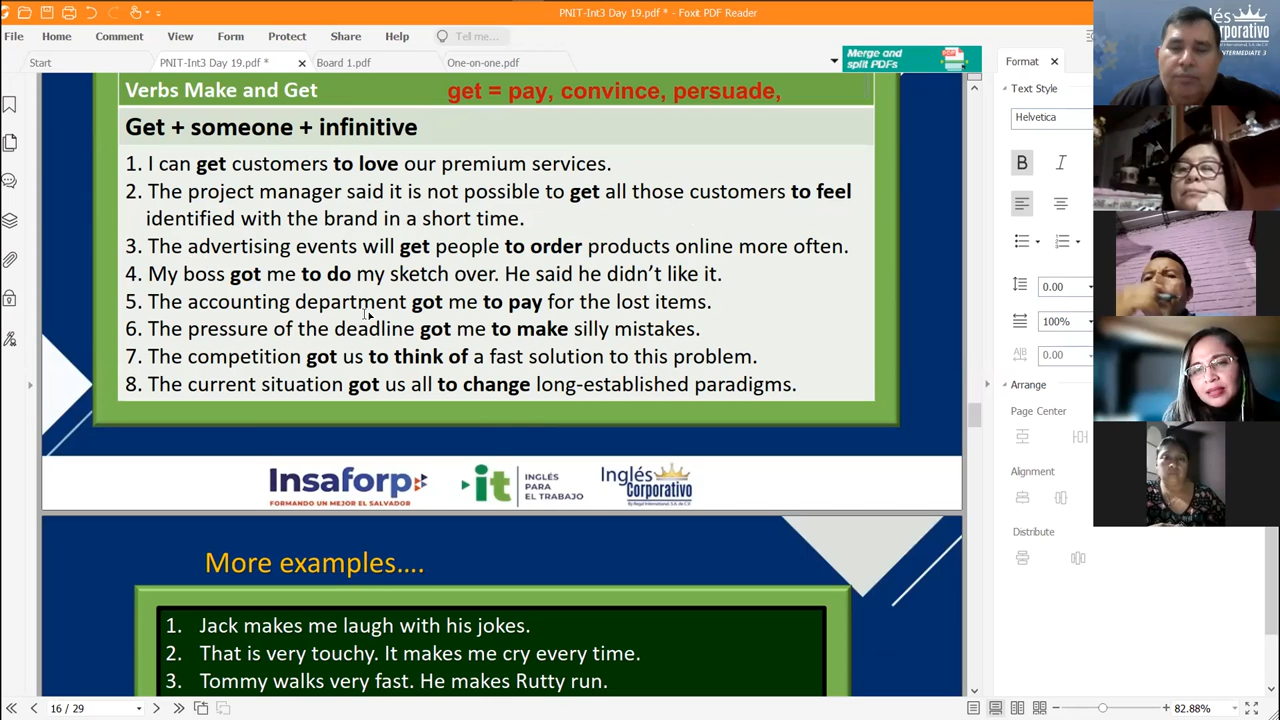 PNIT-Int3 Day 19.pdf * - Foxit PDF Reader
File Home Comment View Form Protect Share Help Tell me...
Merge and
split PDFs
Start PNIT-Int3 Day 19.pdf * Board 1.pdf One-on-one.pdf
Verbs Make and Get get = pay, convince, persuade,
Get + someone + infinitive
1. I can get customers to love our premium services.
2. The project manager said it is not possible to get all those customers to feel
identified with the brand in a short time.
3. The advertising events will get people to order products online more often.
4. My boss got me to do my sketch over. He said he didn't like it.
5. The accounting department got me to pay for the lost items.
6. The pressure of the deadline got me to make silly mistakes.
7. The competition got us to think of a fast solution to this problem.
8. The current situation got us all to change long-established paradigms.
Insaforp
FORMANDO UN MEJOR EL SALVADOR
it
INGLÉS
PARA
EL TRABAJO
Inglés
Corporativo
By Regal International, S.A. de C.V.
More examples....
1. Jack makes me laugh with his jokes.
2. That is very touchy. It makes me cry every time.
3. Tommy walks very fast. He makes Rutty run.
16 / 29
82.88%
Format
Text Style
Helvetica
B I
0.00
100%
0.00
Arrange
Page Center
Alignment
Distribute
glés
Corporativo
INTERMEDIATE 3